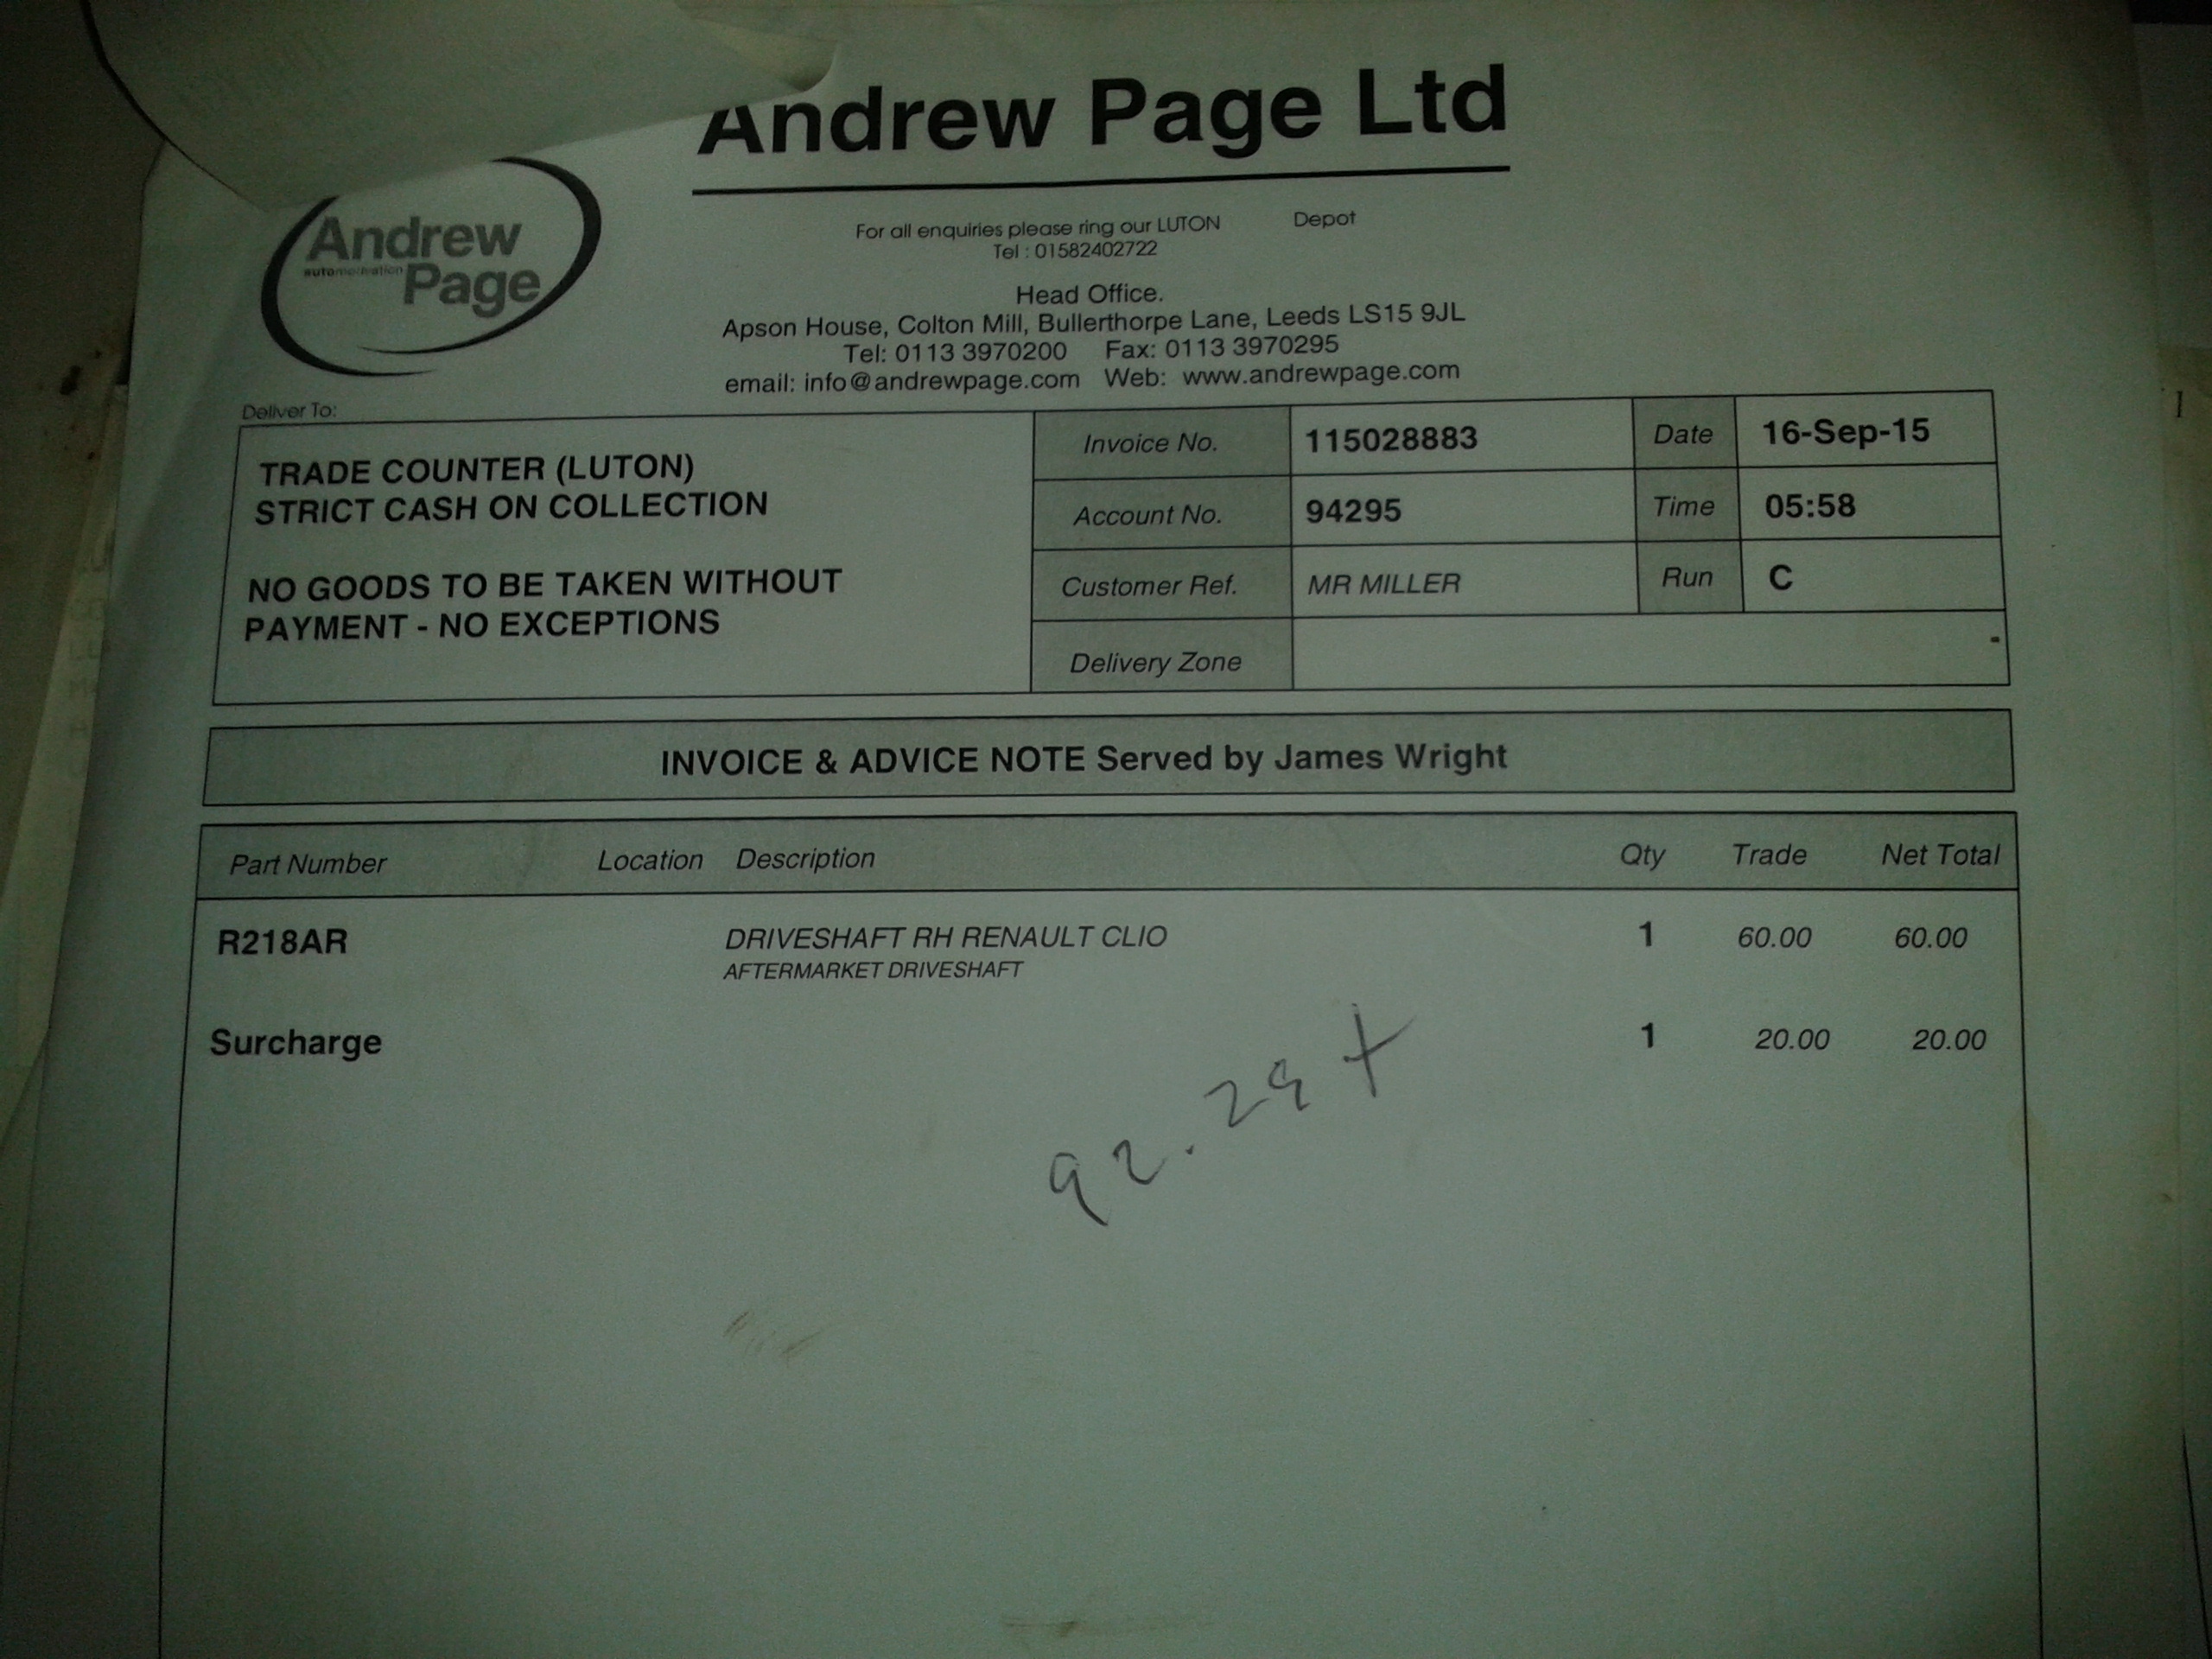 Andrew Page Ltd
Andrew
automotivation
Page
For all enquiries please ring our LUTON Depot
Tel : 01582402722
Head Office.
Apson House, Colton Mill, Bullerthorpe Lane, Leeds LS15 9JL
Tel: 0113 3970200 Fax: 0113 3970295
email: info@andrewpage.com Web: www.andrewpage.com
Deliver To:
TRADE COUNTER (LUTON)
STRICT CASH ON COLLECTION
NO GOODS TO BE TAKEN WITHOUT
PAYMENT - NO EXCEPTIONS
Invoice No. 115028883 Date 16-Sep-15
Account No. 94295 Time 05:58
Customer Ref. MR MILLER Run C
Delivery Zone
INVOICE & ADVICE NOTE Served by James Wright
Part Number Location Description Qty Trade Net Total
R218AR DRIVESHAFT RH RENAULT CLIO 1 60.00 60.00
AFTERMARKET DRIVESHAFT
Surcharge 1 20.00 20.00